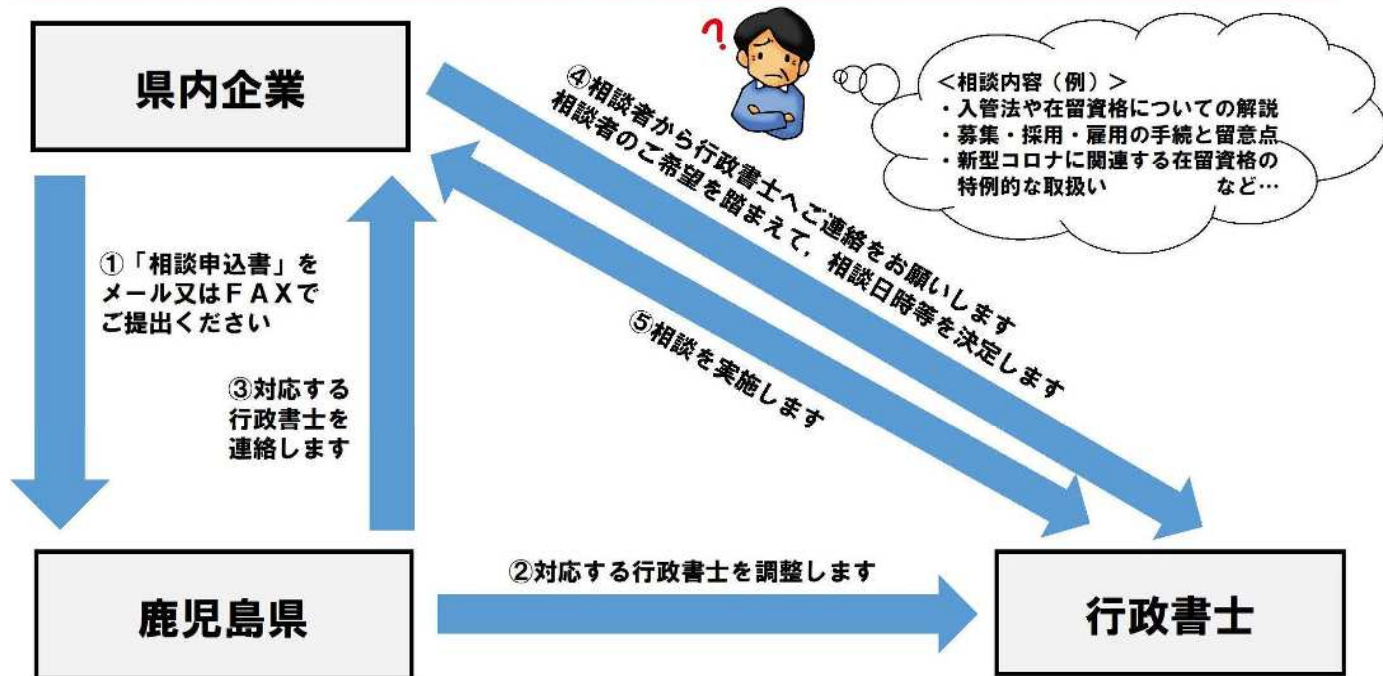 県内企業
?
＜相談内容（例）＞
・入管法や在留資格についての解説
・募集・採用・雇用の手続と留意点
・新型コロナに関連する在留資格の
特例的な取扱い　　　　など…
①「相談申込書」を
メール又はＦＡＸで
ご提出ください
③対応する
行政書士を
連絡します
④相談者から行政書士へご連絡をお願いします
相談者のご希望を踏まえて，相談日時等を決定します
⑤相談を実施します
②対応する行政書士を調整します
鹿児島県
行政書士